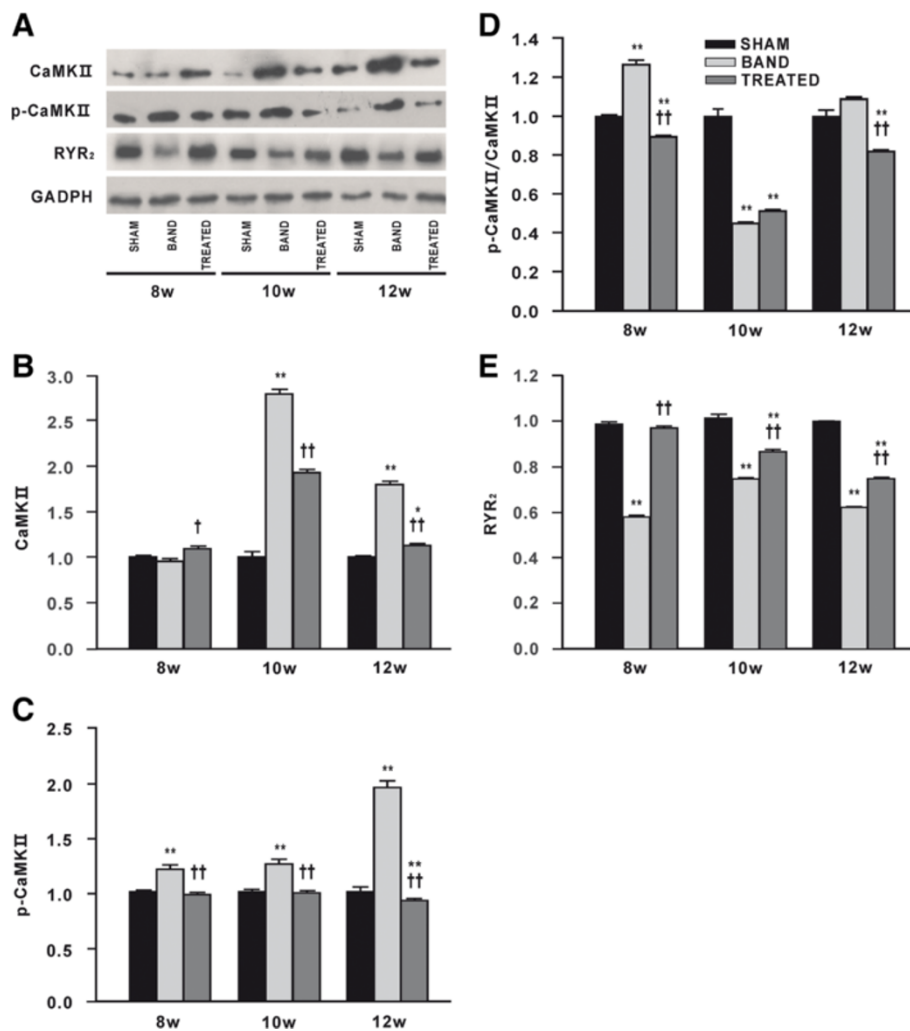 A
CaMKⅡ
p-CaMKⅡ
RYR₂
GADPH
SHAM BAND TREATED SHAM BAND TREATED SHAM BAND TREATED
8w 10w 12w
B
CaMKⅡ
3.0
2.5
2.0
1.5
1.0
0.5
0.0
† ** †† ** * ††
8w 10w 12w
C
p-CaMKⅡ
2.5
2.0
1.5
1.0
0.5
0.0
** †† ** †† ** ** ††
8w 10w 12w
D
SHAM
BAND
TREATED
p-CaMKⅡ/CaMKⅡ
1.4
1.2
1.0
0.8
0.6
0.4
0.2
0.0
** ** †† ** ** ** ††
8w 10w 12w
E
RYR₂
1.2
1.0
0.8
0.6
0.4
0.2
0.0
** †† ** ** †† ** ** ††
8w 10w 12w